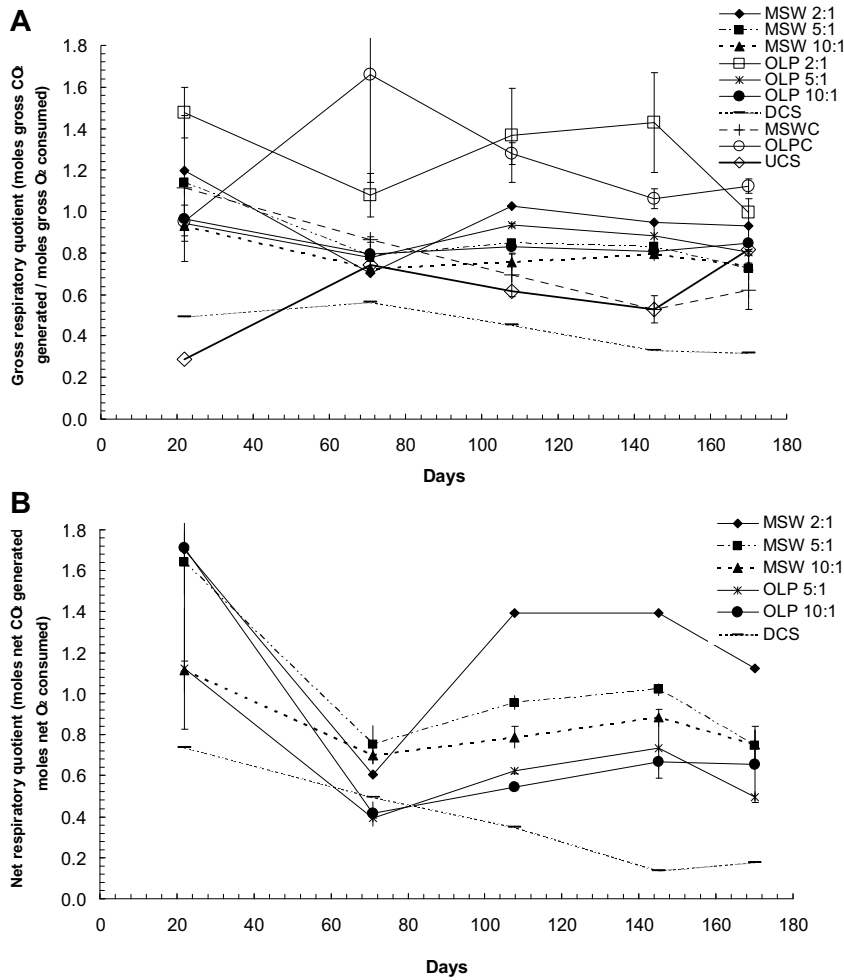 A
Gross respiratory quotient (moles gross CO2
generated / moles gross O2 consumed)
1.8
1.6
1.4
1.2
1.0
0.8
0.6
0.4
0.2
0.0
0 20 40 60 80 100 120 140 160 180
Days
MSW 2:1
MSW 5:1
MSW 10:1
OLP 2:1
OLP 5:1
OLP 10:1
DCS
MSWC
OLPC
UCS
B
Net respiratory quotient (moles net CO2 generated
moles net O2 consumed)
1.8
1.6
1.4
1.2
1.0
0.8
0.6
0.4
0.2
0.0
0 20 40 60 80 100 120 140 160 180
Days
MSW 2:1
MSW 5:1
MSW 10:1
OLP 5:1
OLP 10:1
DCS